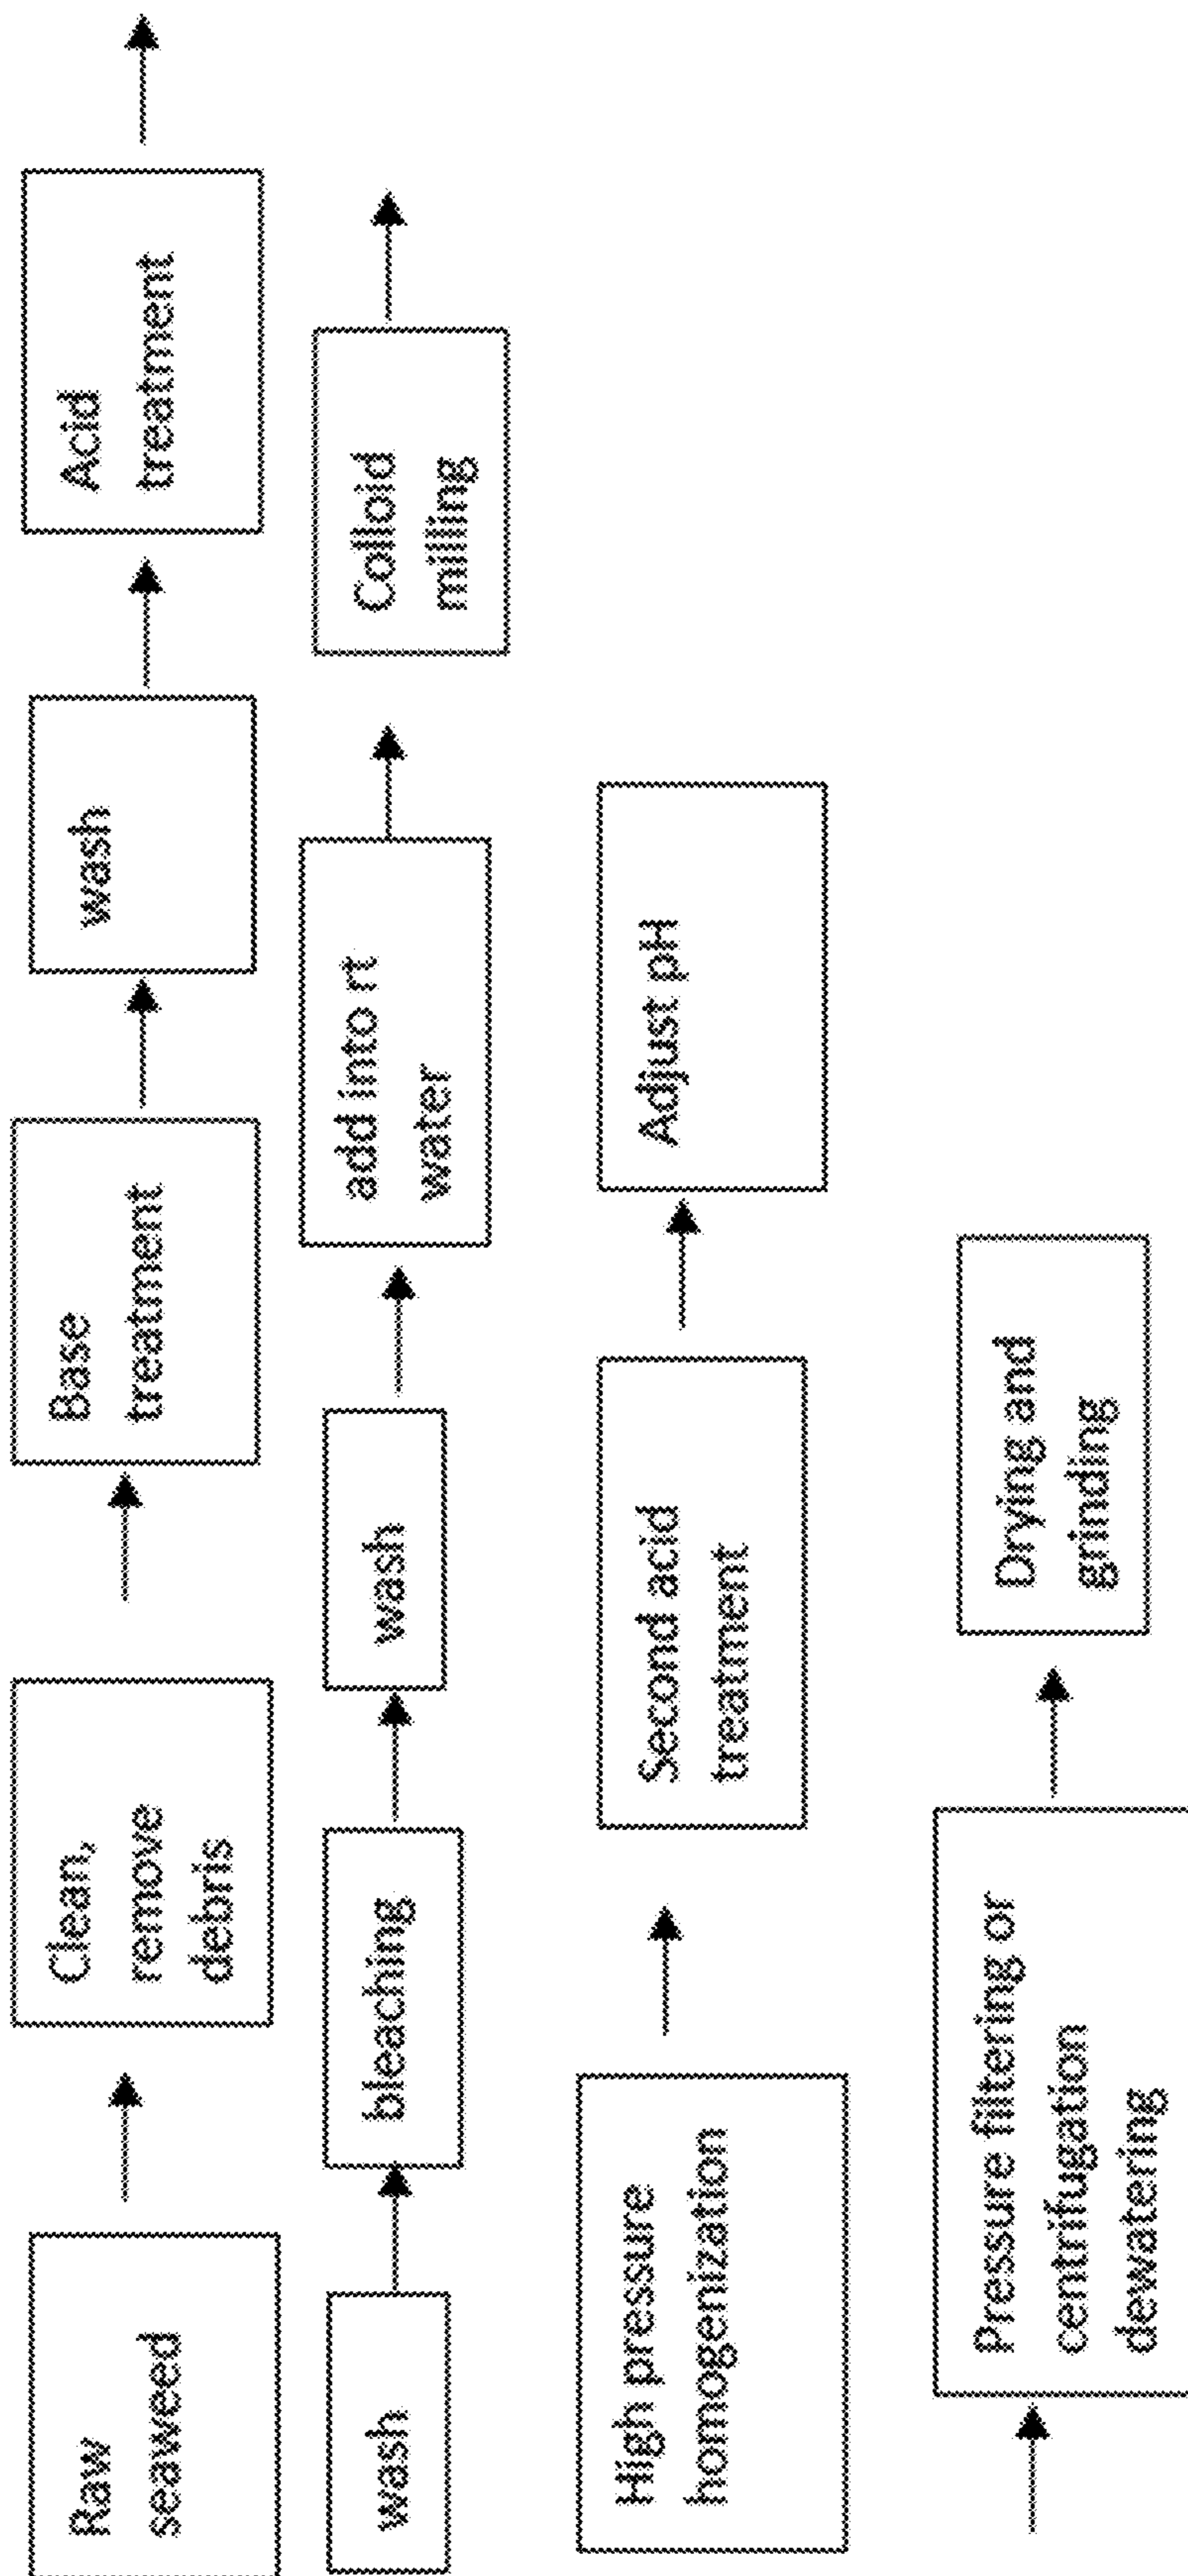 Raw
seaweed
Clean,
remove
debris
Base
treatment
wash
Acid
treatment
wash
bleaching
wash
add into rt
water
Colloid
milling
High pressure
homogenization
Second acid
treatment
Adjust pH
Pressure filtering or
centrifugation
dewatering
Drying and
grinding